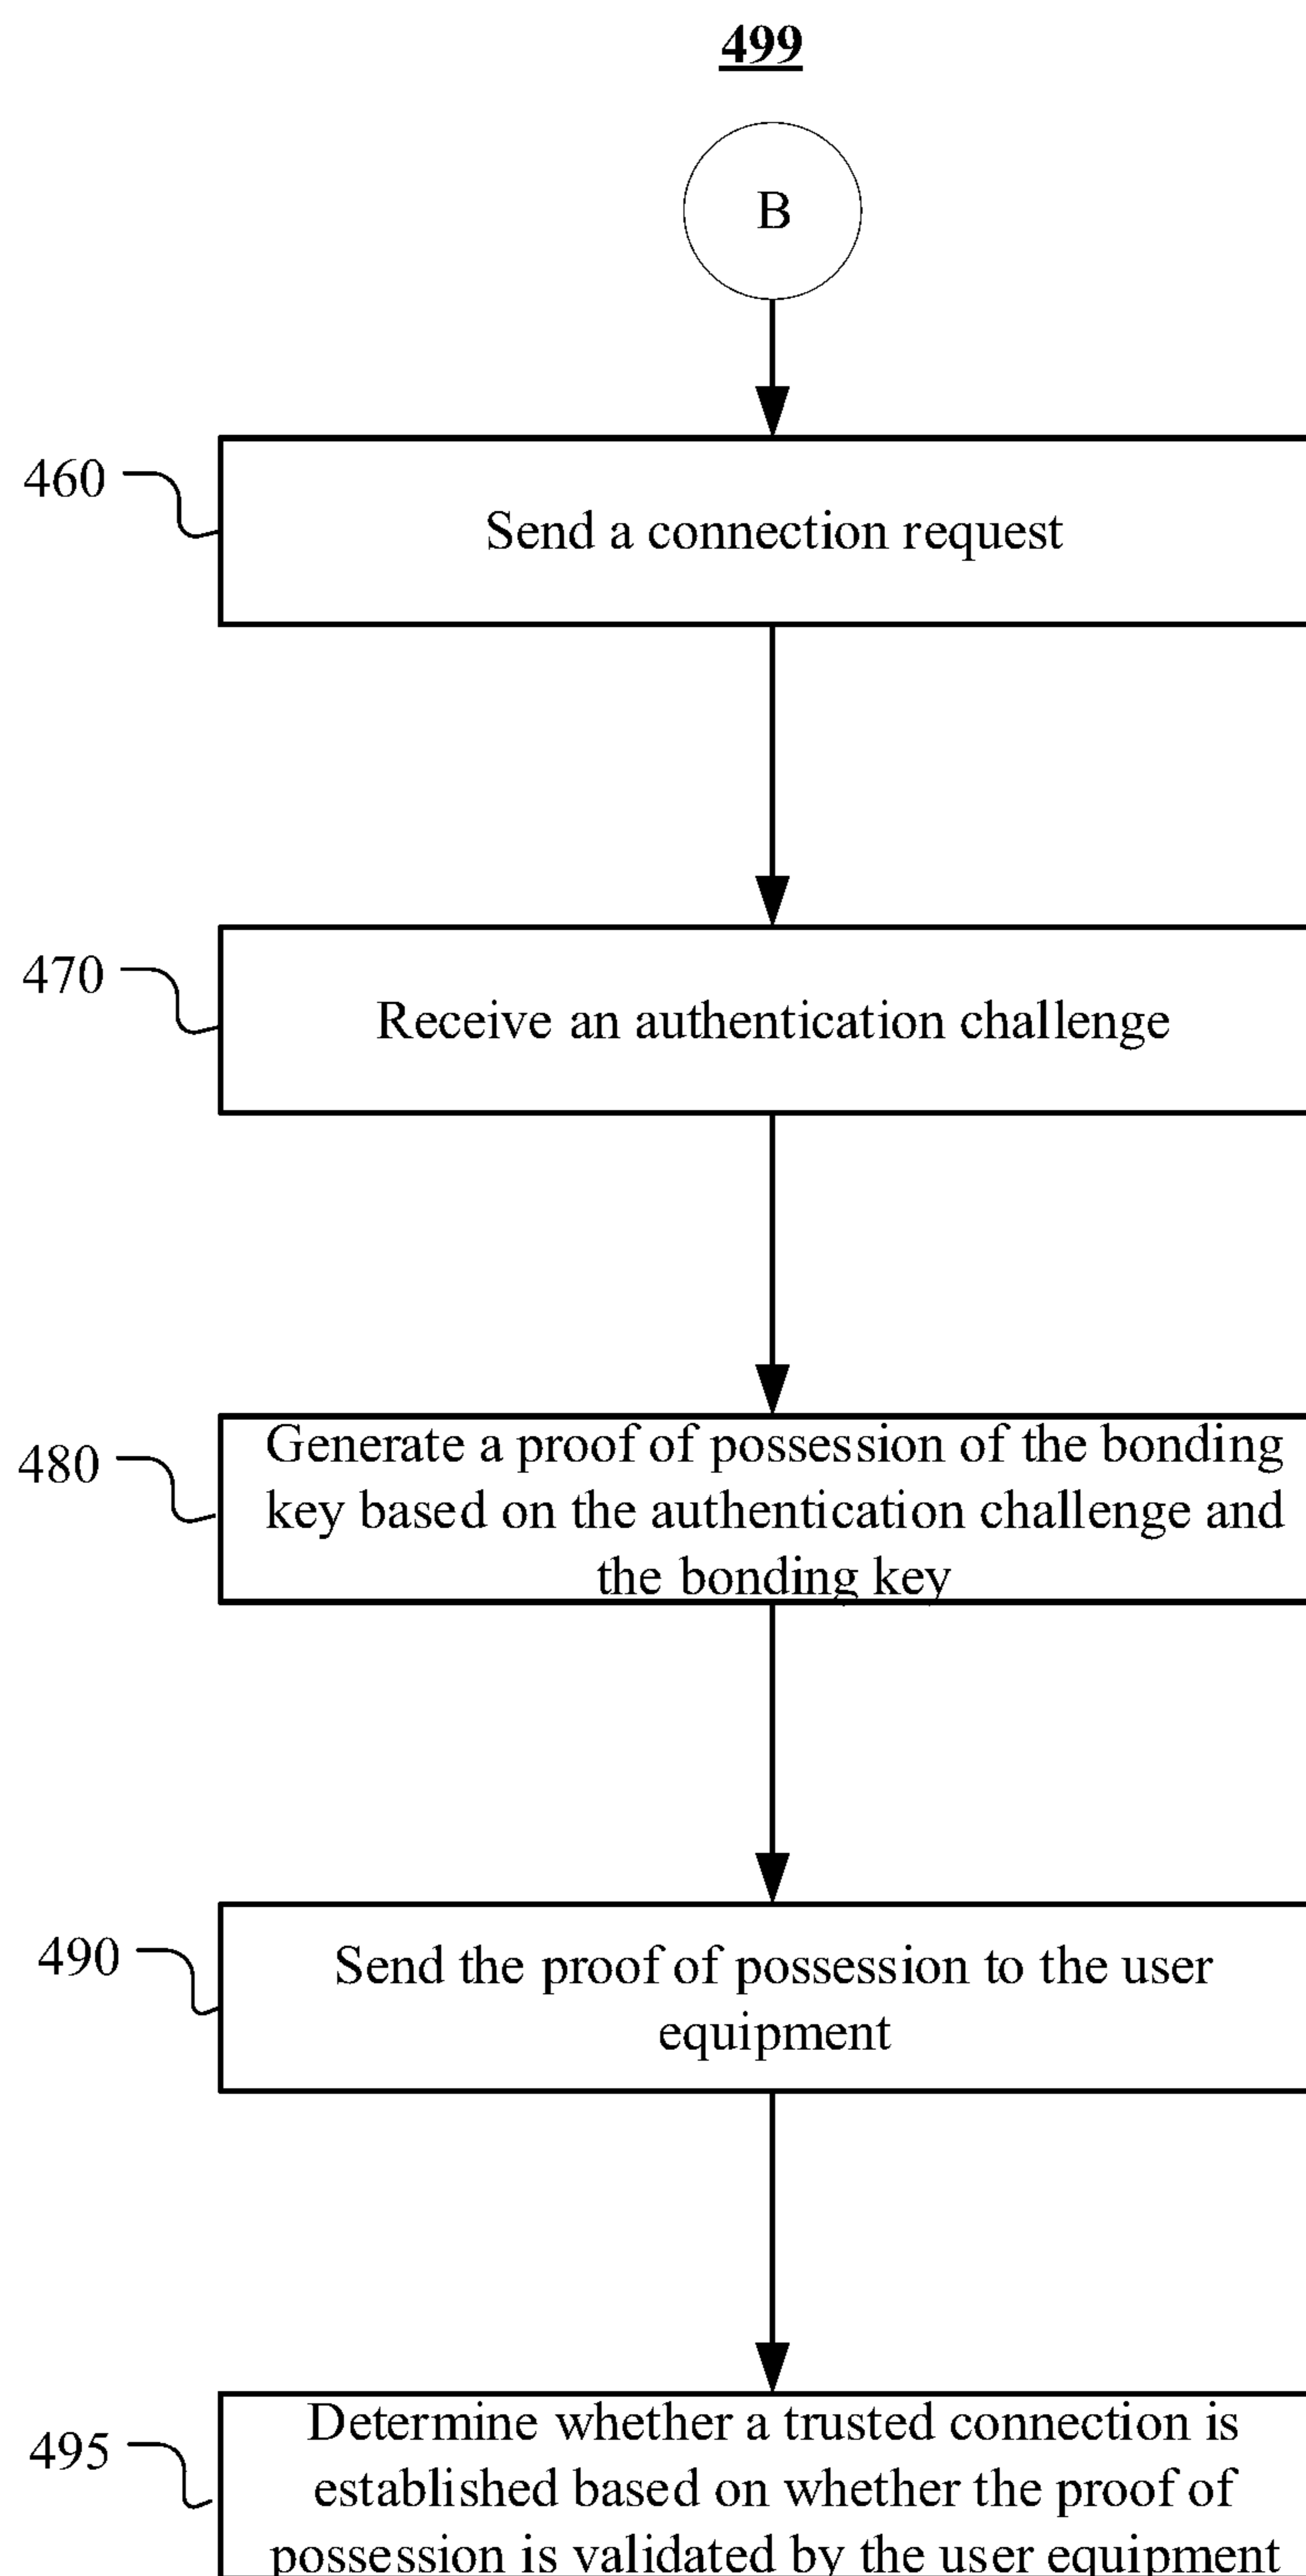 499
B
460
Send a connection request
470
Receive an authentication challenge
480
Generate a proof of possession of the bonding
key based on the authentication challenge and
the bonding key
490
Send the proof of possession to the user
equipment
495
Determine whether a trusted connection is
established based on whether the proof of
possession is validated by the user equipment